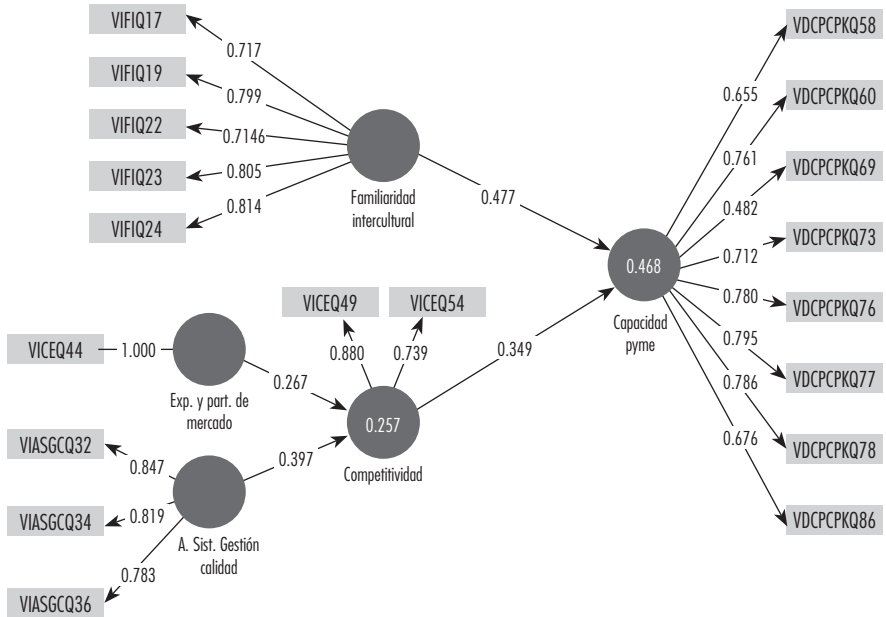 VIFIQ17
0.717
VIFIQ19
0.799
VIFIQ22
0.7146
VIFIQ23
0.805
VIFIQ24
0.814
Familiaridad
intercultural
0.477
VDCPCPKQ58
0.655
VDCPCPKQ60
0.761
VDCPCPKQ69
0.482
VDCPCPKQ73
0.712
VDCPCPKQ76
0.780
VDCPCPKQ77
0.795
VDCPCPKQ78
0.786
VDCPCPKQ86
0.676
0.468
Capacidad
pyme
VICEQ49
VICEQ54
0.880
0.739
0.349
VICEQ44
1.000
Exp. y part. de
mercado
0.267
0.257
Competitividad
VIASGCQ32
0.847
0.397
VIASGCQ34
0.819
A. Sist. Gestión
calidad
0.783
VIASGCQ36